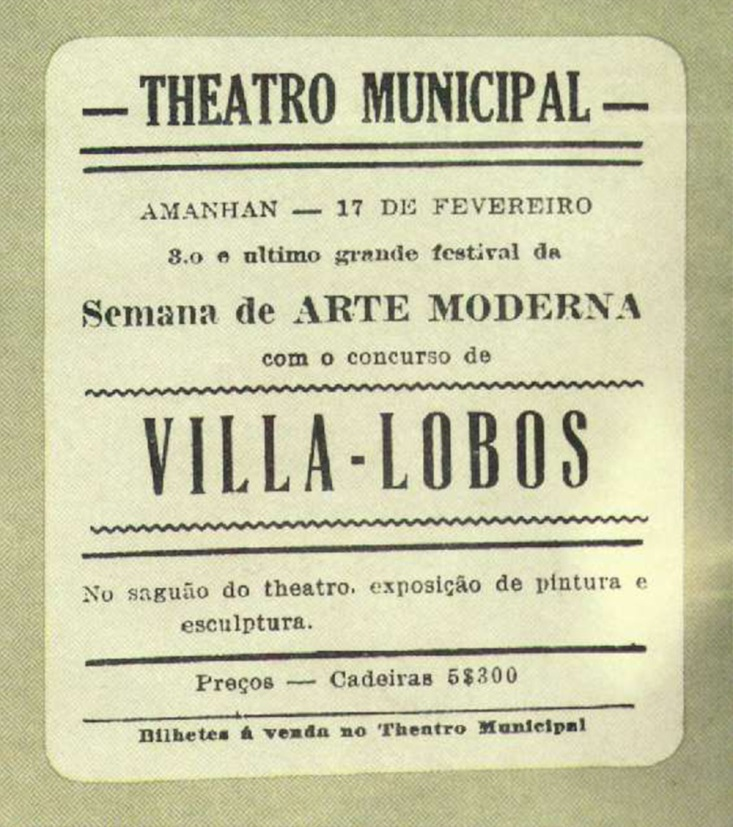 — THEATRO MUNICIPAL —
AMANHAN — 17 DE FEVEREIRO
3.o e ultimo grande festival da
Semana de ARTE MODERNA
com o concurso de
VILLA-LOBOS
No saguão do theatro, exposição de pintura e
esculptura.
Preços — Cadeiras 5$300
Bilhetes á venda no Theatro Municipal